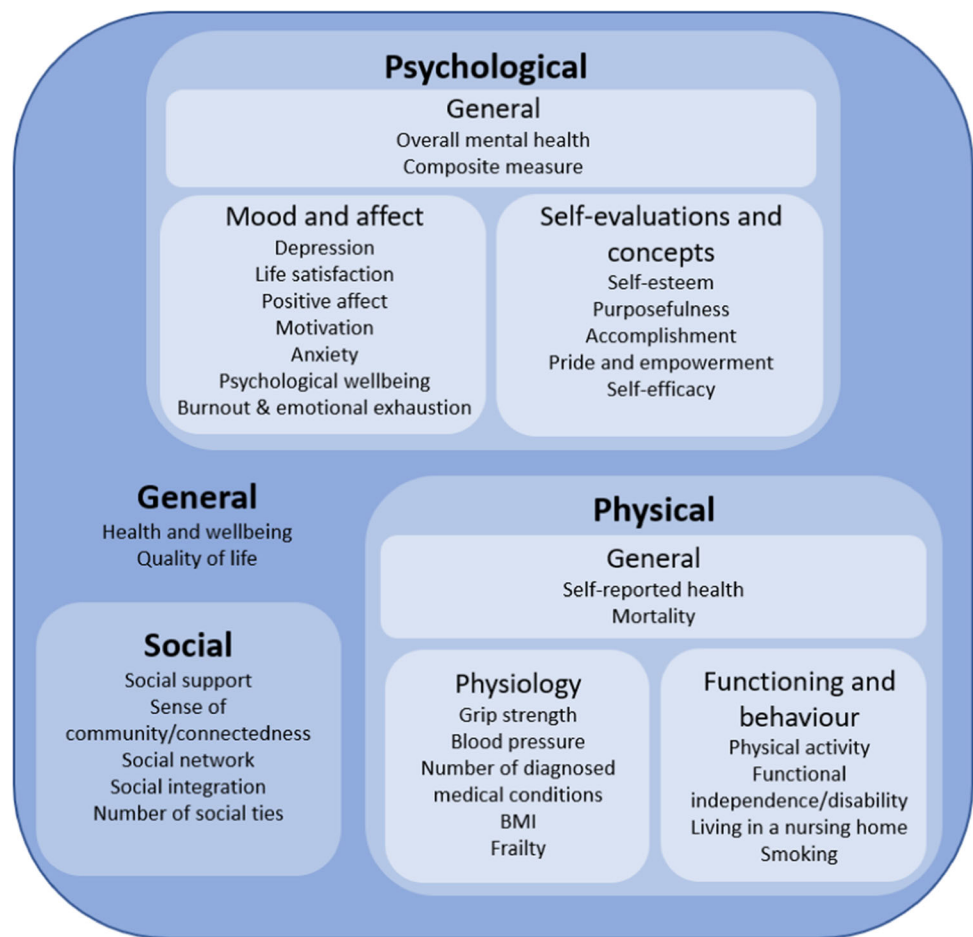 Psychological
General
Overall mental health
Composite measure
Mood and affect
Depression
Life satisfaction
Positive affect
Motivation
Anxiety
Psychological wellbeing
Burnout & emotional exhaustion
Self-evaluations and
concepts
Self-esteem
Purposefulness
Accomplishment
Pride and empowerment
Self-efficacy
General
Health and wellbeing
Quality of life
Social
Social support
Sense of
community/connectedness
Social network
Social integration
Number of social ties
Physical
General
Self-reported health
Mortality
Physiology
Grip strength
Blood pressure
Number of diagnosed
medical conditions
BMI
Frailty
Functioning and
behaviour
Physical activity
Functional
independence/disability
Living in a nursing home
Smoking